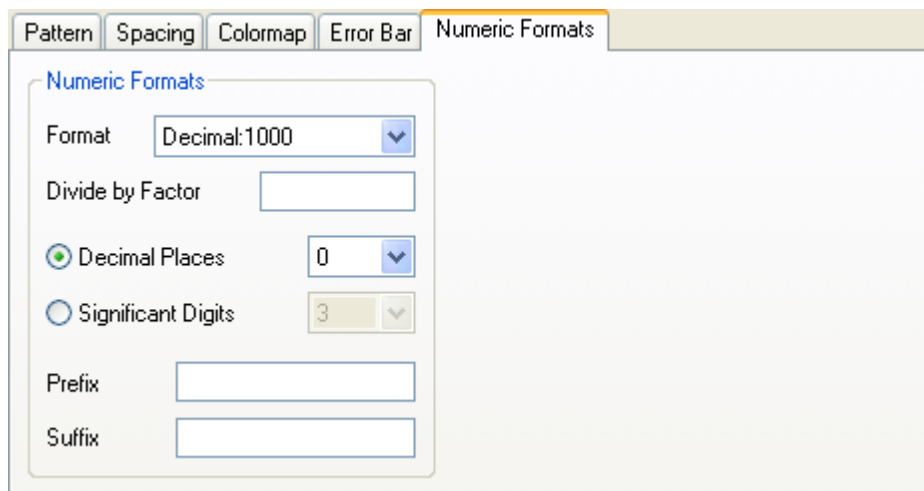 Pattern Spacing Colormap Error Bar Numeric Formats
Numeric Formats
Format Decimal:1000
Divide by Factor
Decimal Places 0
Significant Digits 3
Prefix
Suffix